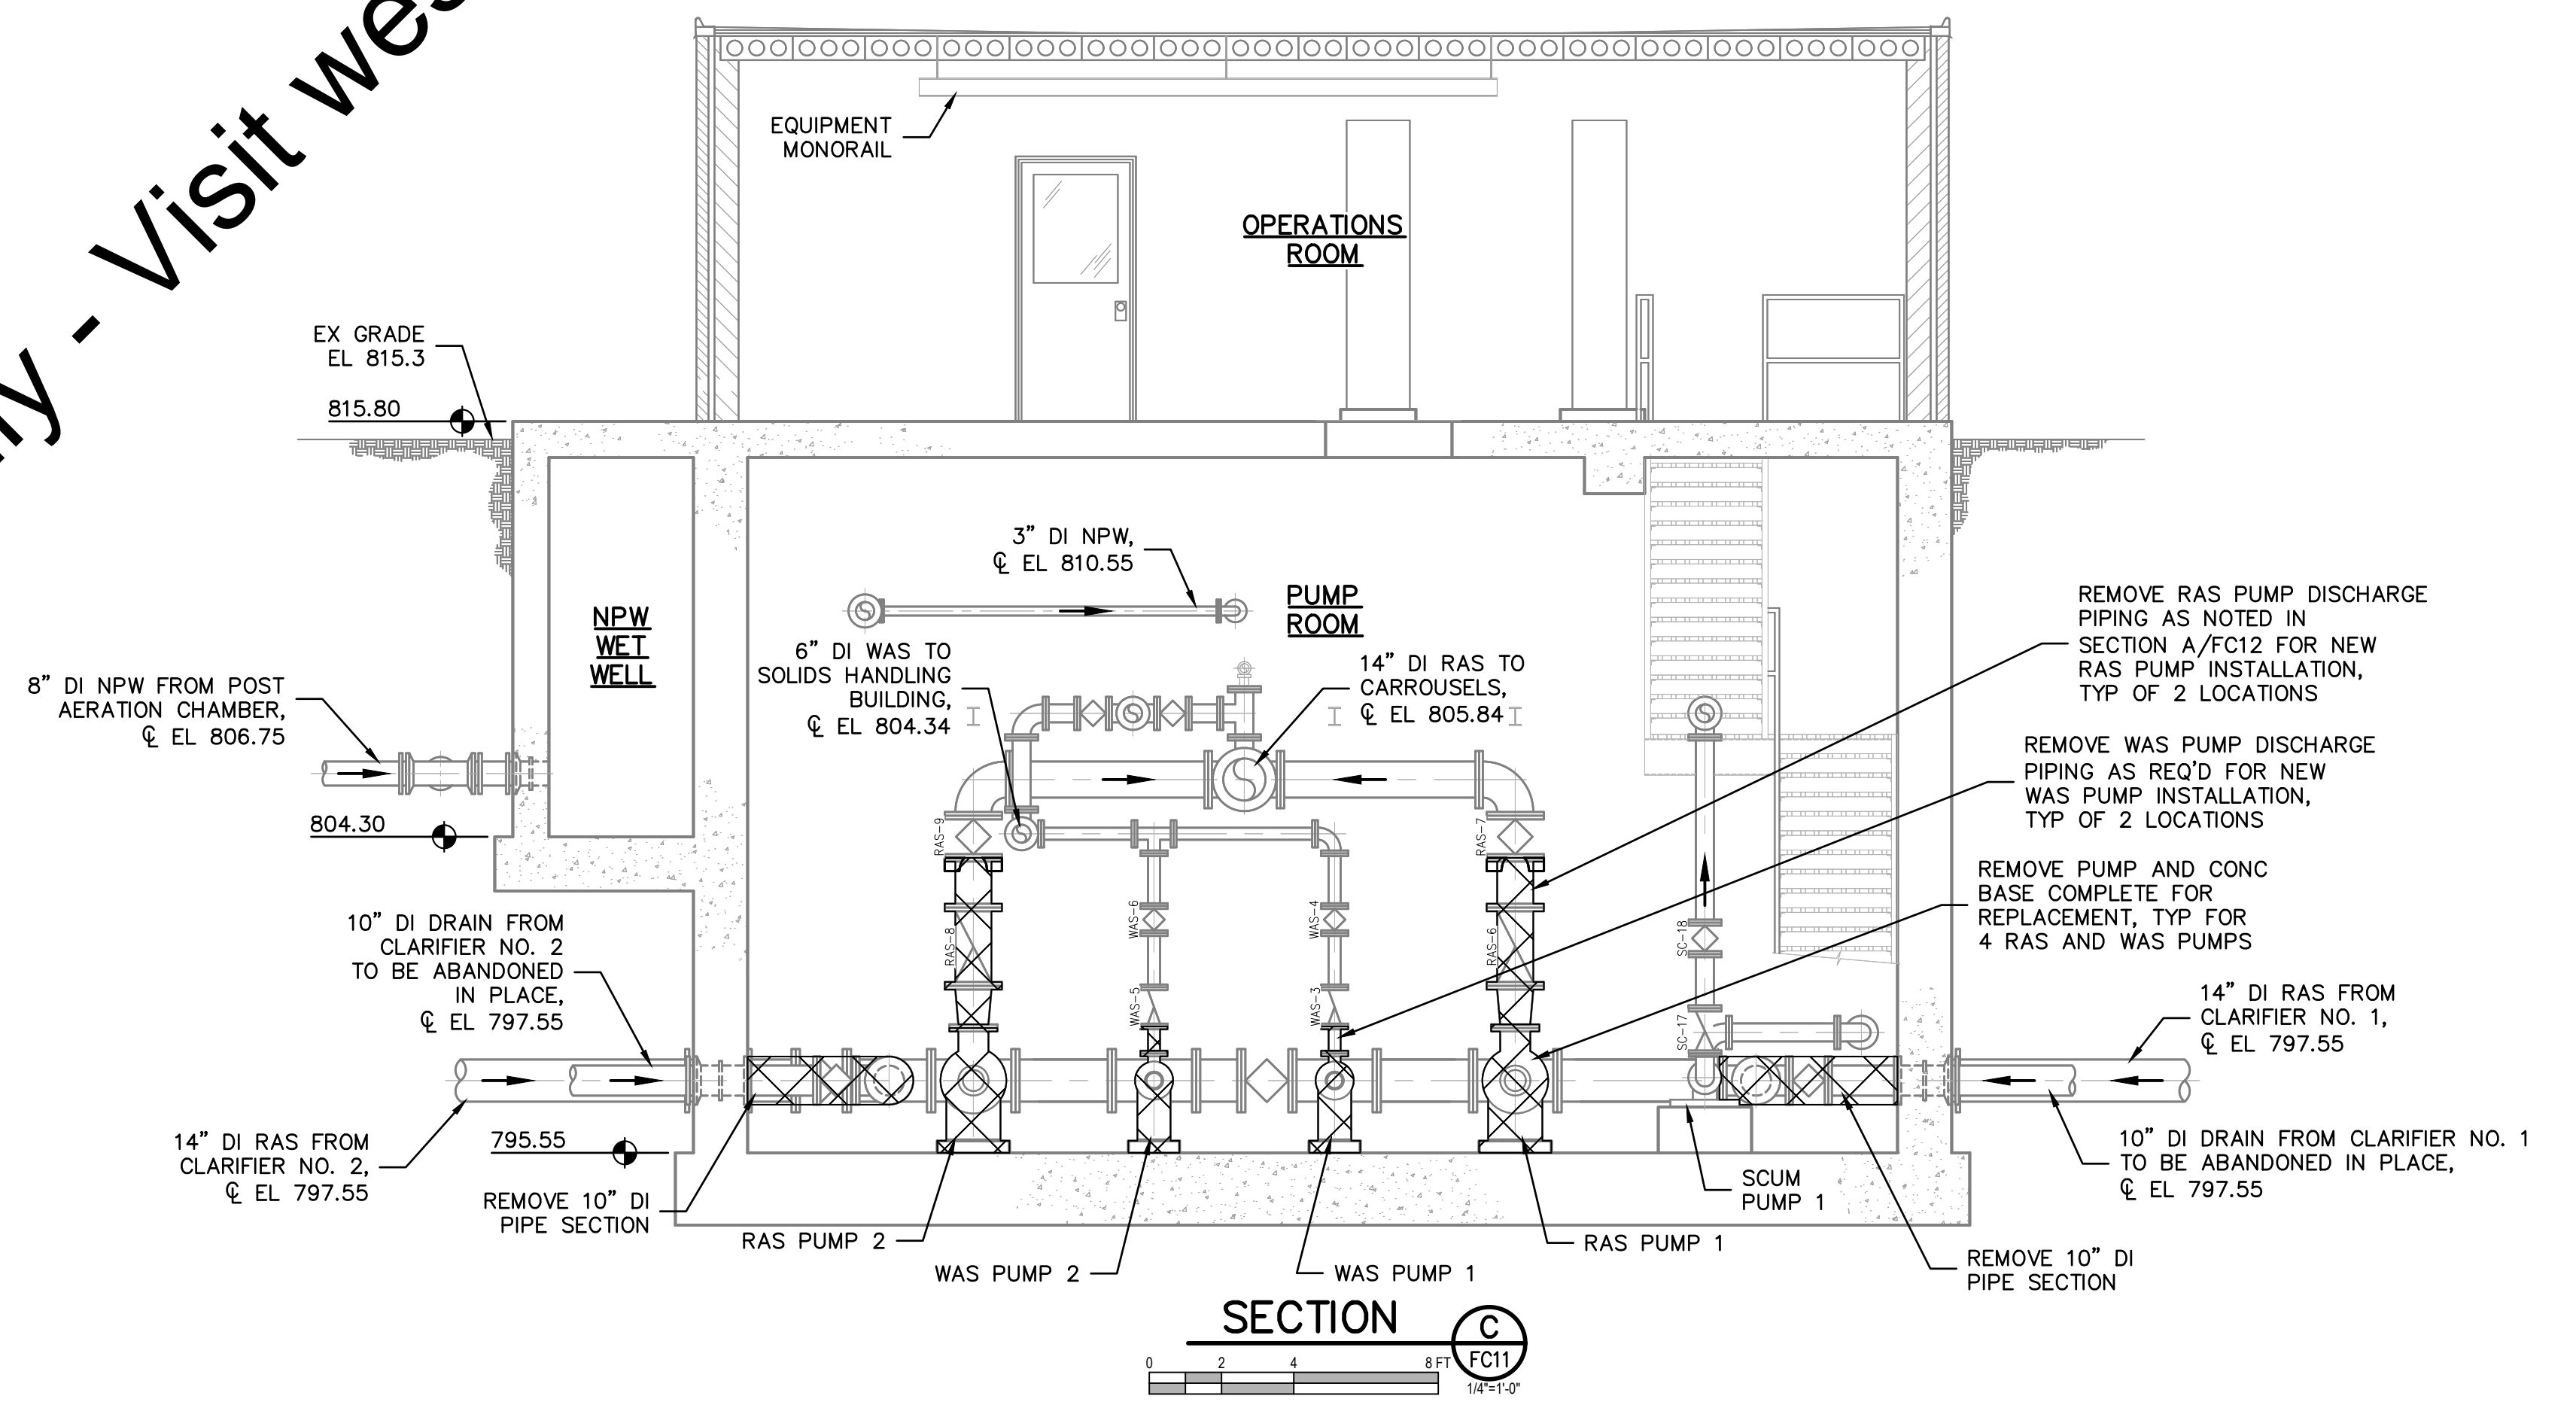 ny - Visit wes
EQUIPMENT
MONORAIL
OPERATIONS
ROOM
EX GRADE
EL 815.3
815.80
3” DI NPW,
℄ EL 810.55
PUMP
ROOM
NPW
WET
WELL
6” DI WAS TO
SOLIDS HANDLING
BUILDING,
℄ EL 804.34
14” DI RAS TO
CARROUSELS,
℄ EL 805.84
8” DI NPW FROM POST
AERATION CHAMBER,
℄ EL 806.75
804.30
REMOVE RAS PUMP DISCHARGE
PIPING AS NOTED IN
SECTION A/FC12 FOR NEW
RAS PUMP INSTALLATION,
TYP OF 2 LOCATIONS
REMOVE WAS PUMP DISCHARGE
PIPING AS REQ’D FOR NEW
WAS PUMP INSTALLATION,
TYP OF 2 LOCATIONS
REMOVE PUMP AND CONC
BASE COMPLETE FOR
REPLACEMENT, TYP FOR
4 RAS AND WAS PUMPS
RAS-9
RAS-7
RAS-8
WAS-6
WAS-4
RAS-6
SC-18
WAS-5
WAS-3
SC-17
10” DI DRAIN FROM
CLARIFIER NO. 2
TO BE ABANDONED
IN PLACE,
℄ EL 797.55
14” DI RAS FROM
CLARIFIER NO. 1,
℄ EL 797.55
14” DI RAS FROM
CLARIFIER NO. 2,
℄ EL 797.55
795.55
10” DI DRAIN FROM CLARIFIER NO. 1
TO BE ABANDONED IN PLACE,
℄ EL 797.55
REMOVE 10” DI
PIPE SECTION
RAS PUMP 2
WAS PUMP 2
WAS PUMP 1
RAS PUMP 1
SCUM
PUMP 1
REMOVE 10” DI
PIPE SECTION
SECTION
C
FC11
0 2 4 8 FT
1/4"=1'-0"